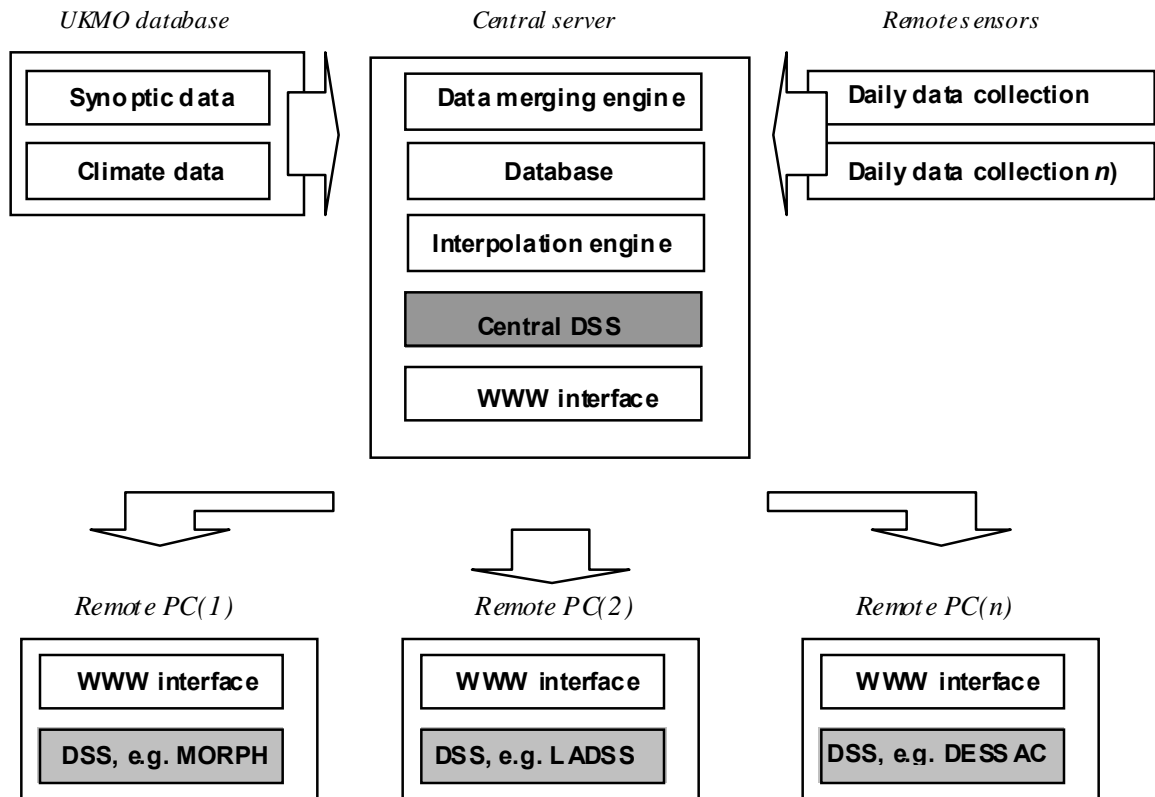 UKMO database
Central server
Remote sensors
Synoptic data
Climate data
Data merging engine
Database
Interpolation engine
Central DSS
WWW interface
Daily data collection
Daily data collection n)
Remote PC(1)
Remote PC(2)
Remote PC(n)
WWW interface
DSS, e.g. MORPH
WWW interface
DSS, e.g. LADSS
WWW interface
DSS, e.g. DESSAC